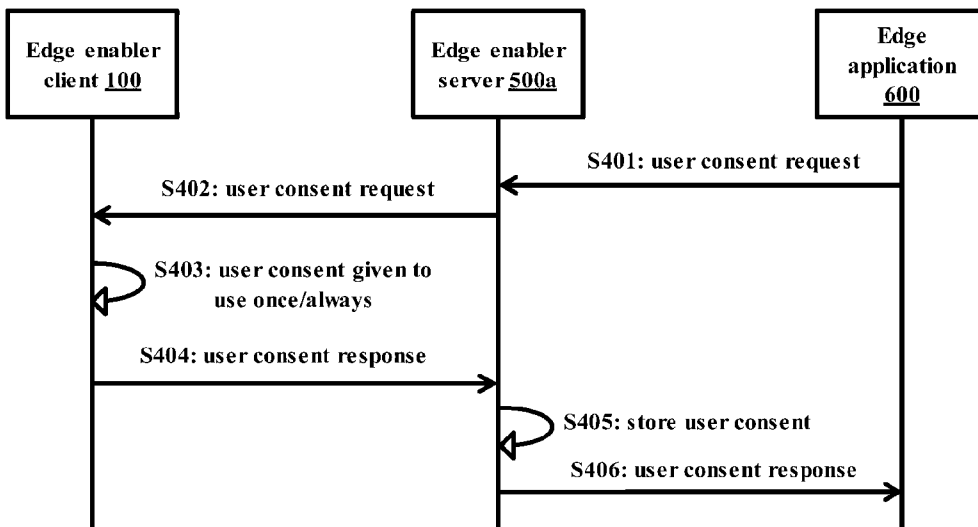 Edge enabler
client 100
Edge enabler
server 500a
Edge
application
600
S401: user consent request
S402: user consent request
S403: user consent given to
use once/always
S404: user consent response
S405: store user consent
S406: user consent response